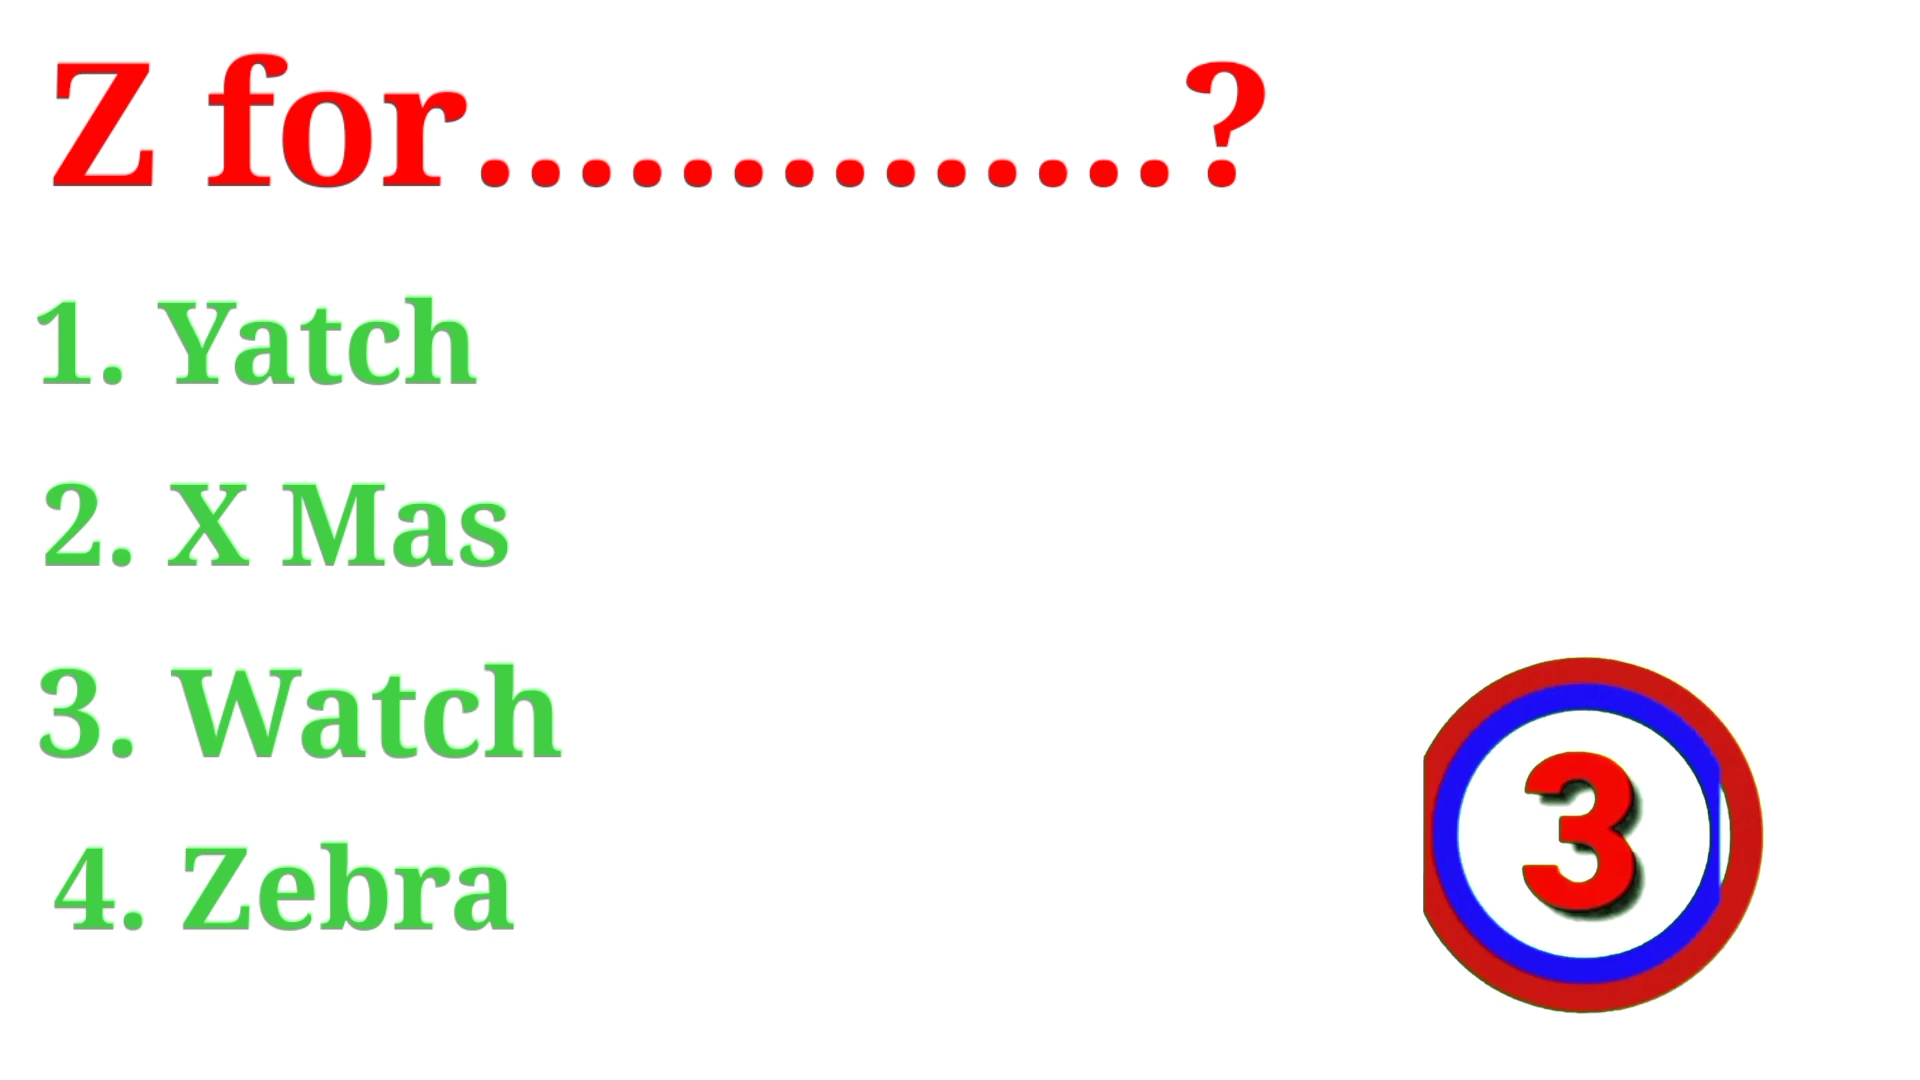 Z for..............?
1. Yatch
2. X Mas
3. Watch
4. Zebra
3